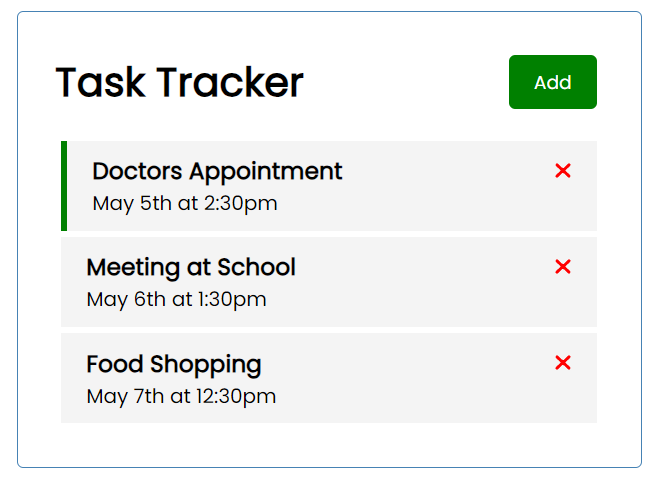 Task Tracker
Add
Doctors Appointment
May 5th at 2:30pm
Meeting at School
May 6th at 1:30pm
Food Shopping
May 7th at 12:30pm